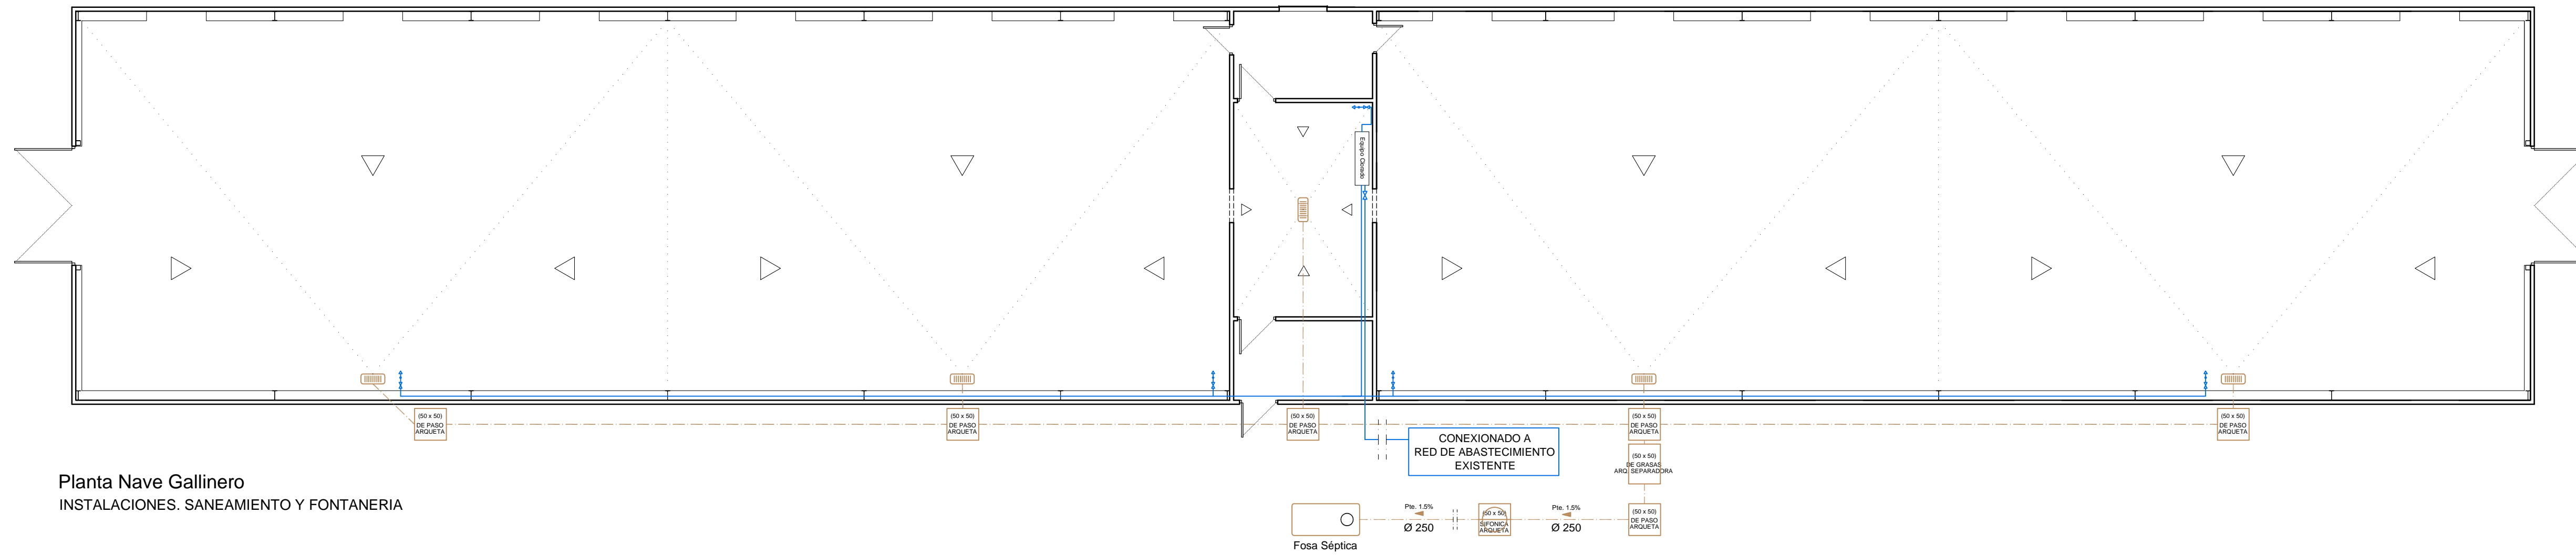 Equipo Clorado
(50 x 50)
DE PASO
ARQUETA
(50 x 50)
DE PASO
ARQUETA
(50 x 50)
DE PASO
ARQUETA
(50 x 50)
DE PASO
ARQUETA
(50 x 50)
DE PASO
ARQUETA
CONEXIONADO A
RED DE ABASTECIMIENTO
EXISTENTE
(50 x 50)
DE GRASAS
ARQ. SEPARADORA
Planta Nave Gallinero
INSTALACIONES. SANEAMIENTO Y FONTANERIA
Pte. 1.5%
Ø 250
(50 x 50)
SIFONICA
ARQUETA
Pte. 1.5%
Ø 250
(50 x 50)
DE PASO
ARQUETA
Fosa Séptica